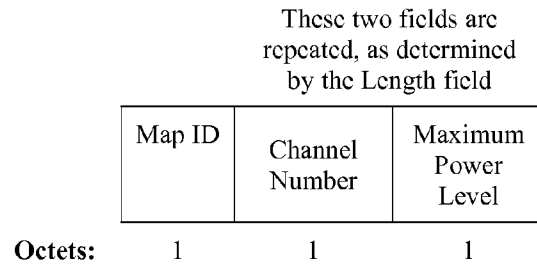 These two fields are
repeated, as determined
by the Length field
Map ID
Channel
Number
Maximum
Power
Level
Octets: 1 1 1